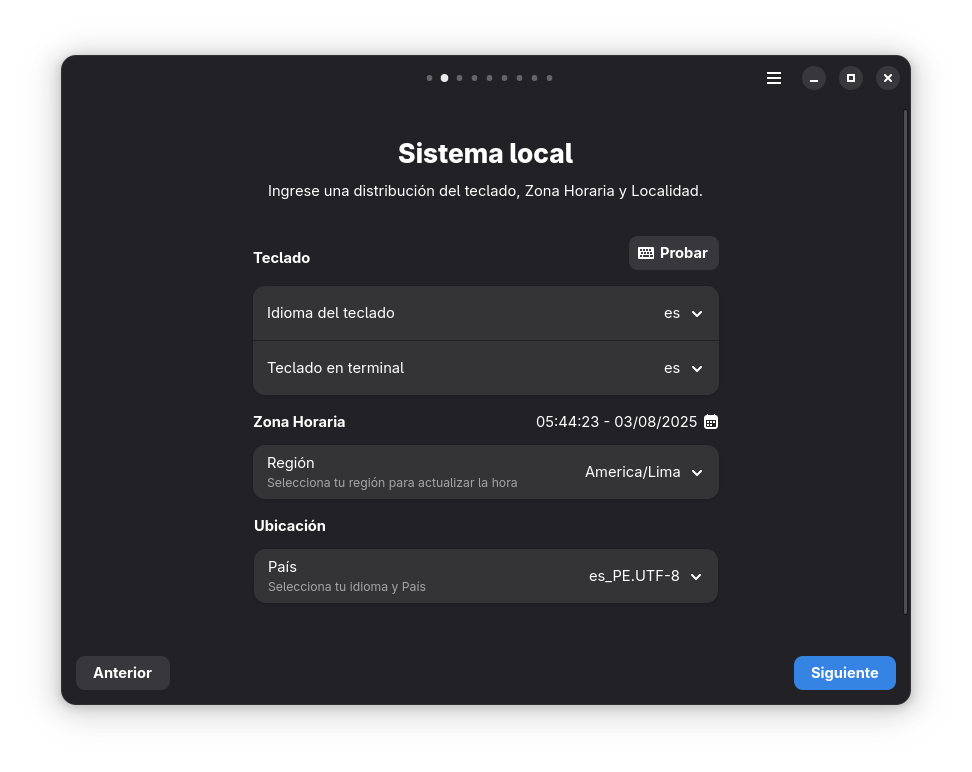 Sistema local
Ingrese una distribución del teclado, Zona Horaria y Localidad.
Teclado
Probar
Idioma del teclado
es
Teclado en terminal
es
Zona Horaria
05:44:23 - 03/08/2025
Región
Selecciona tu región para actualizar la hora
America/Lima
Ubicación
País
Selecciona tu idioma y País
es_PE.UTF-8
Anterior
Siguiente